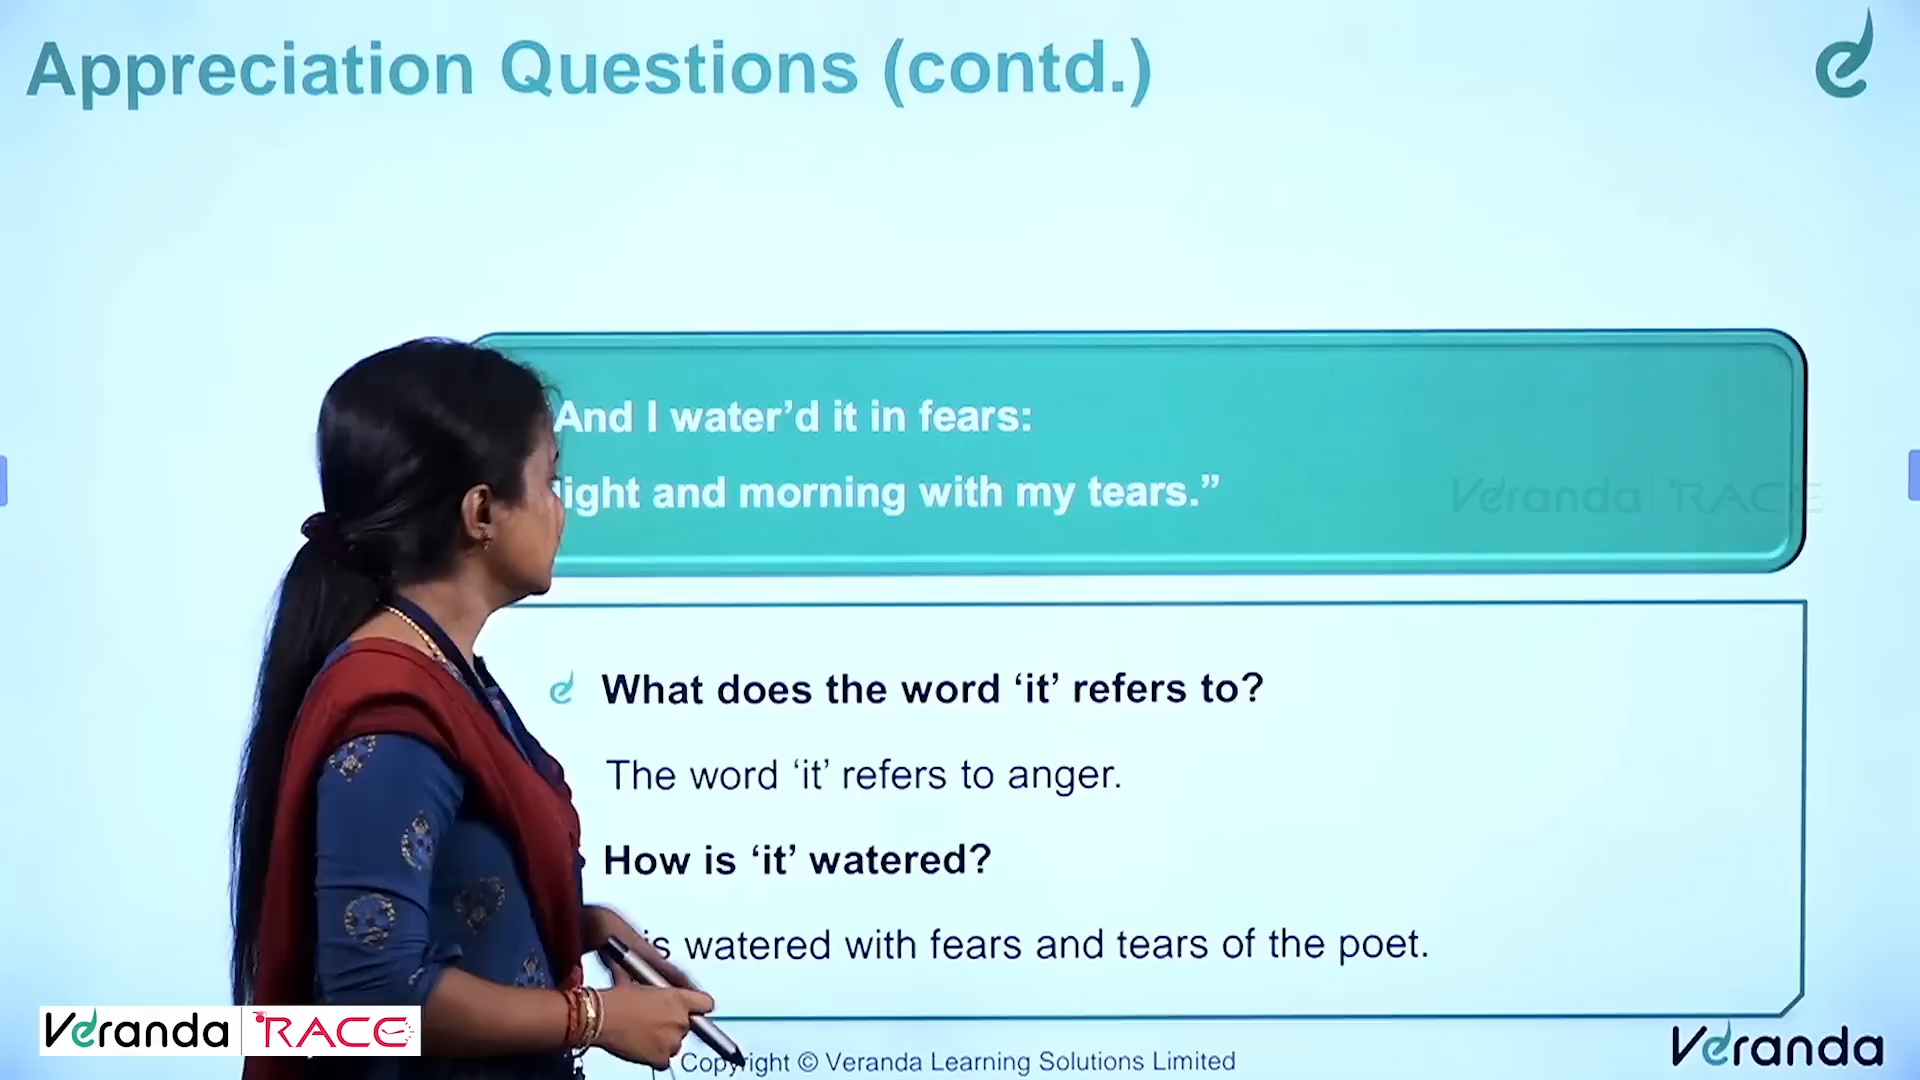 Appreciation Questions (contd.)
And I water’d it in fears:
and morning with my tears.”
Veranda RACE
What does the word ‘it’ refers to?
The word ‘it’ refers to anger.
How is ‘it’ watered?
is watered with fears and tears of the poet.
Veranda RACE
Copyright © Veranda Learning Solutions Limited
Veranda